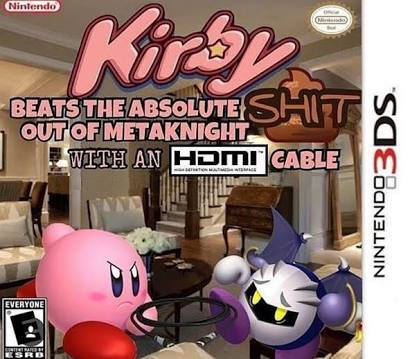 Nintendo
Official
Nintendo
Seal
Kirby
BEATS THE ABSOLUTE SHIT
OUT OF METAKNIGHT
WITH AN HDMI CABLE
HIGH DEFINITION MULTIMEDIA INTERFACE
NINTENDO 3DS
EVERYONE
E
CONTENT RATED BY
ESRB